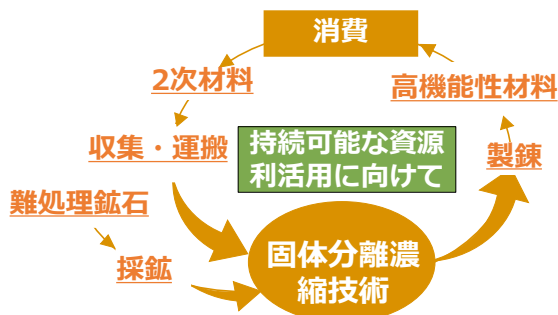 消費
2次材料
高機能性材料
収集・運搬
持続可能な資源
利活用に向けて
製錬
難処理鉱石
採鉱
固体分離濃
縮技術